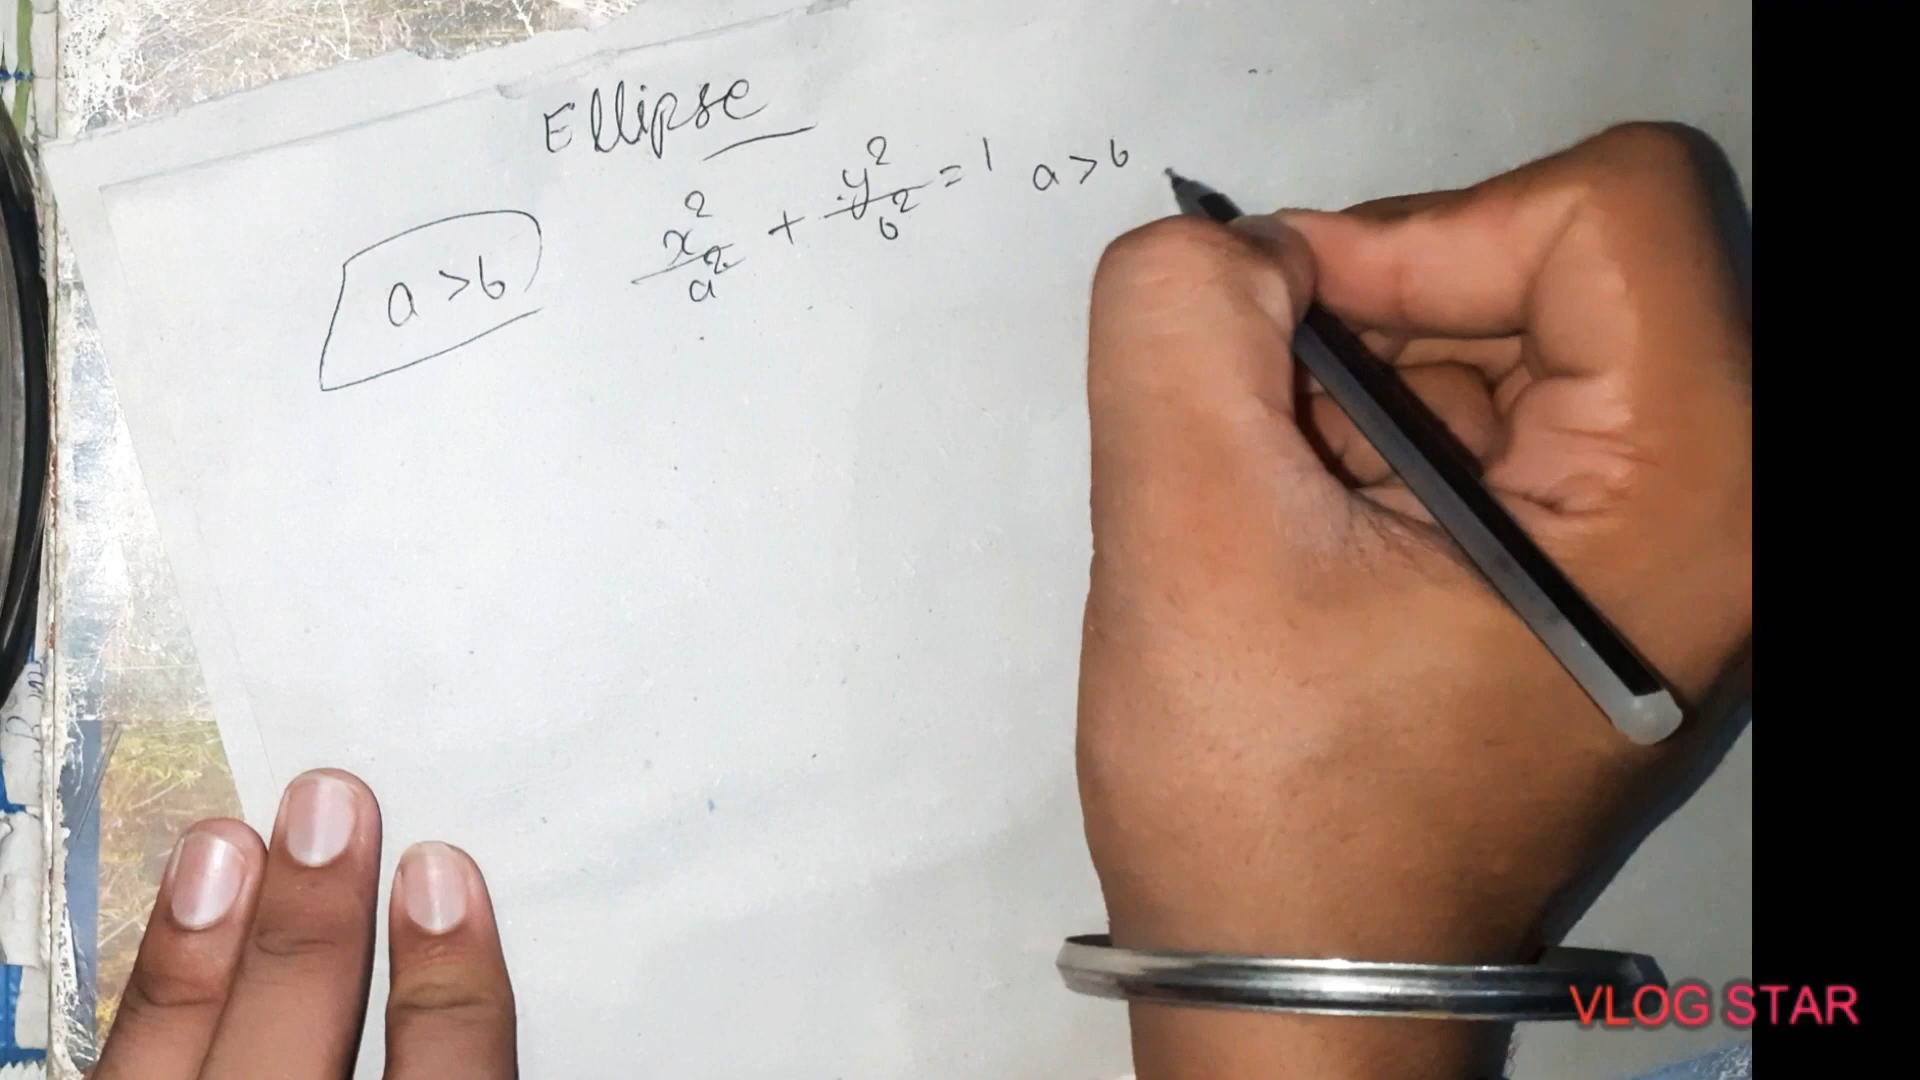 Ellipse
x²/a² + y²/b² = 1 a > b
a > b
VLOG STAR